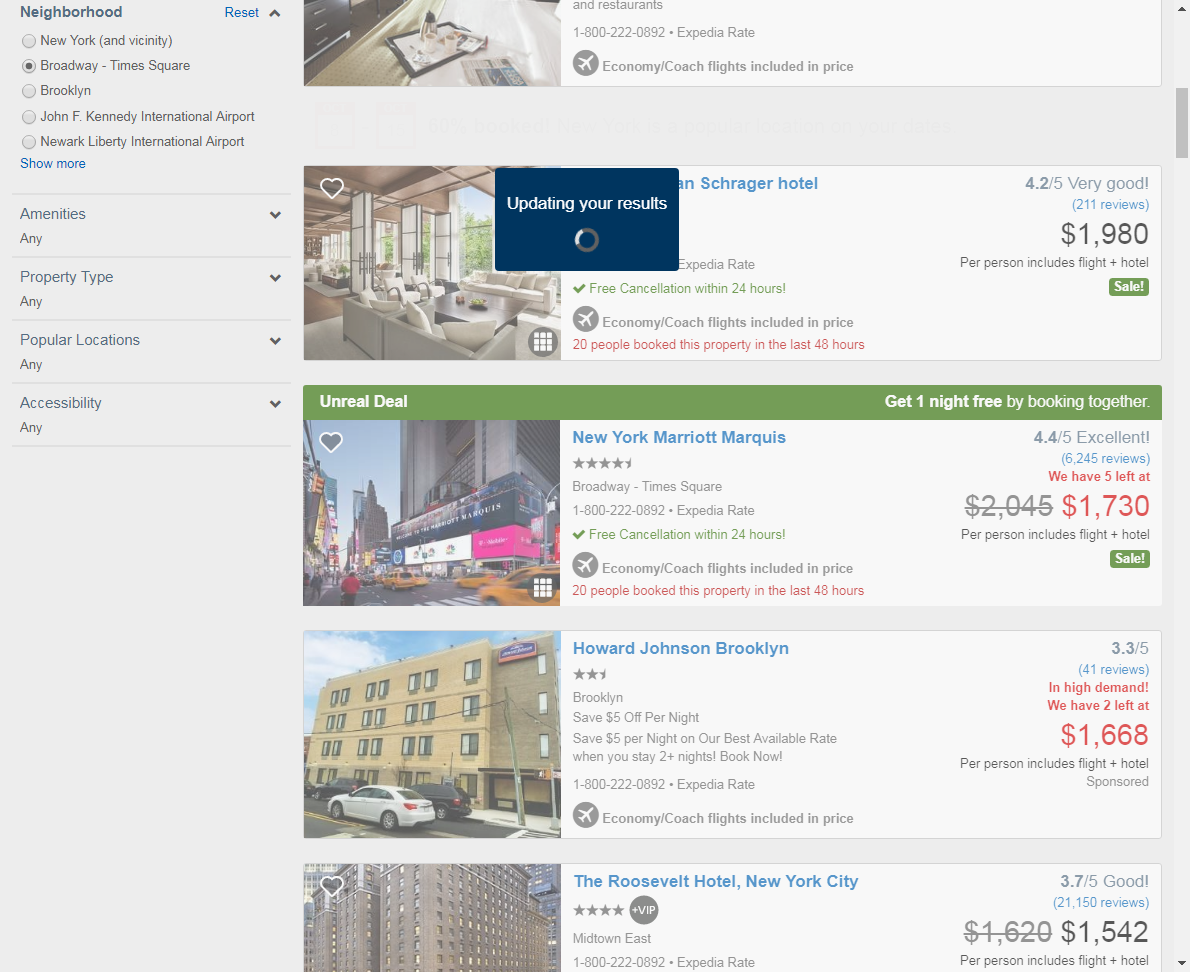 Neighborhood
Reset
New York (and vicinity)
Broadway - Times Square
Brooklyn
John F. Kennedy International Airport
Newark Liberty International Airport
Show more
Amenities
Any
Property Type
Any
Popular Locations
Any
Accessibility
Any
and restaurants
1-800-222-0892 • Expedia Rate
Economy/Coach flights included in price
Updating your results
an Schrager hotel
4.2/5 Very good!
(211 reviews)
$1,980
Expedia Rate
Per person includes flight + hotel
Free Cancellation within 24 hours!
Sale!
Economy/Coach flights included in price
20 people booked this property in the last 48 hours
Unreal Deal
Get 1 night free by booking together.
New York Marriott Marquis
4.4/5 Excellent!
(6,245 reviews)
We have 5 left at
Broadway - Times Square
$2,045 $1,730
1-800-222-0892 • Expedia Rate
Per person includes flight + hotel
Free Cancellation within 24 hours!
Sale!
Economy/Coach flights included in price
20 people booked this property in the last 48 hours
Howard Johnson Brooklyn
3.3/5
(41 reviews)
In high demand!
We have 2 left at
Brooklyn
Save $5 Off Per Night
Save $5 per Night on Our Best Available Rate
when you stay 2+ nights! Book Now!
$1,668
Per person includes flight + hotel
Sponsored
1-800-222-0892 • Expedia Rate
Economy/Coach flights included in price
The Roosevelt Hotel, New York City
3.7/5 Good!
+VIP
(21,150 reviews)
Midtown East
$1,620 $1,542
1-800-222-0892 • Expedia Rate
Per person includes flight + hotel